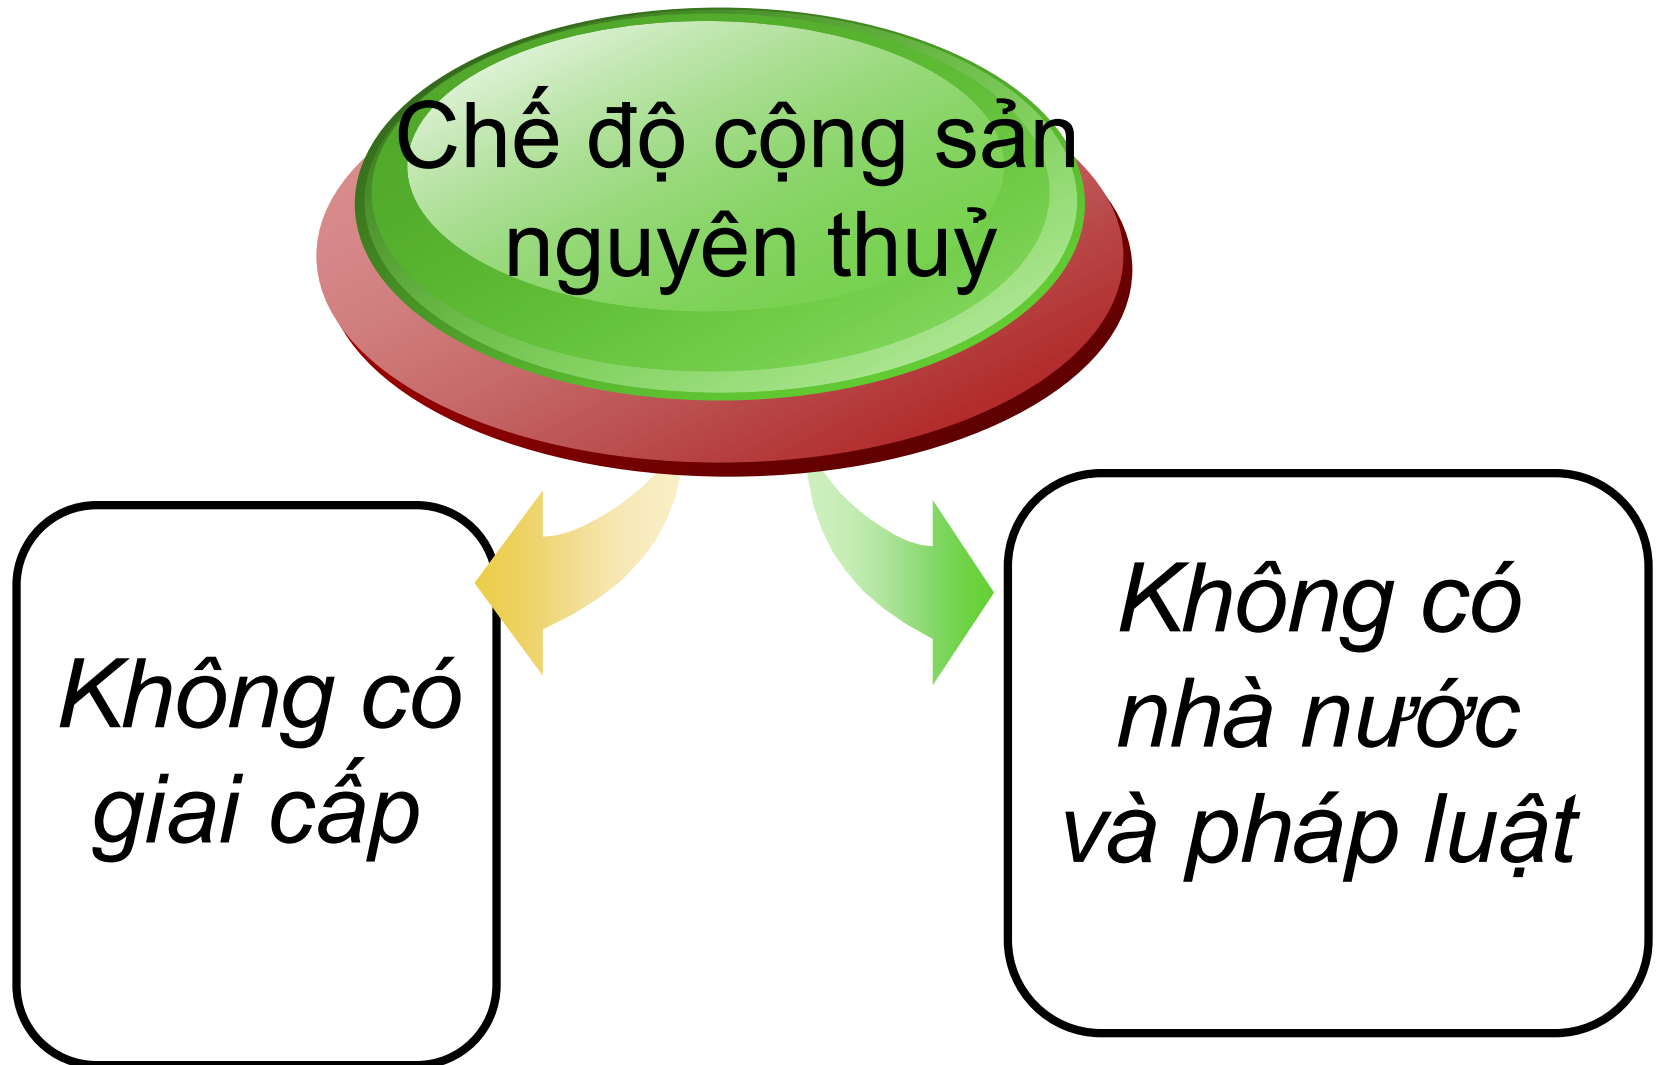 Chế độ cộng sản
nguyên thuỷ
Không có
giai cấp
Không có
nhà nước
và pháp luật